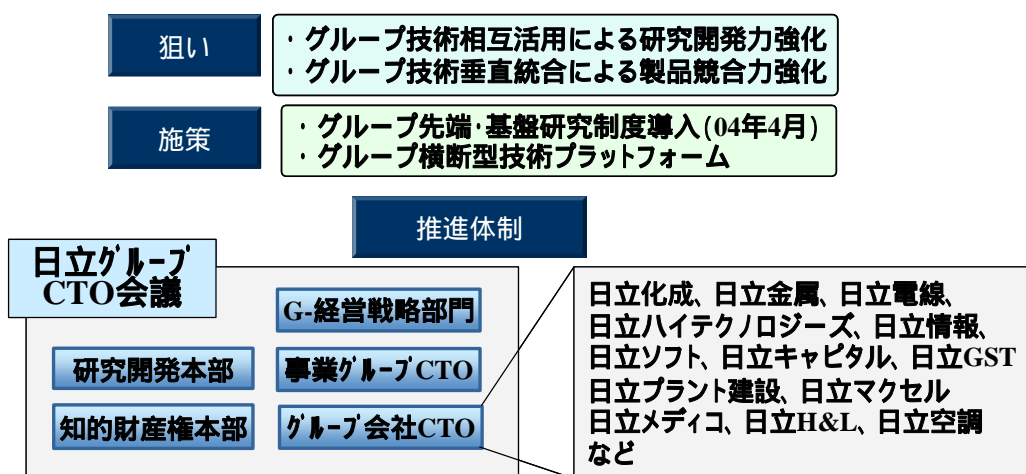 狙い
・グループ技術相互活用による研究開発力強化
・グループ技術垂直統合による製品競合力強化
施策
・グループ先端・基盤研究制度導入(04年4月)
・グループ横断型技術プラットフォーム
推進体制
日立グループ
CTO会議
G-経営戦略部門
研究開発本部
事業グループCTO
知的財産権本部
グループ会社CTO
日立化成、日立金属、日立電線、
日立ハイテクノロジーズ、日立情報、
日立ソフト、日立キャピタル、日立GST
日立プラント建設、日立マクセル
日立メディコ、日立H&L、日立空調
など